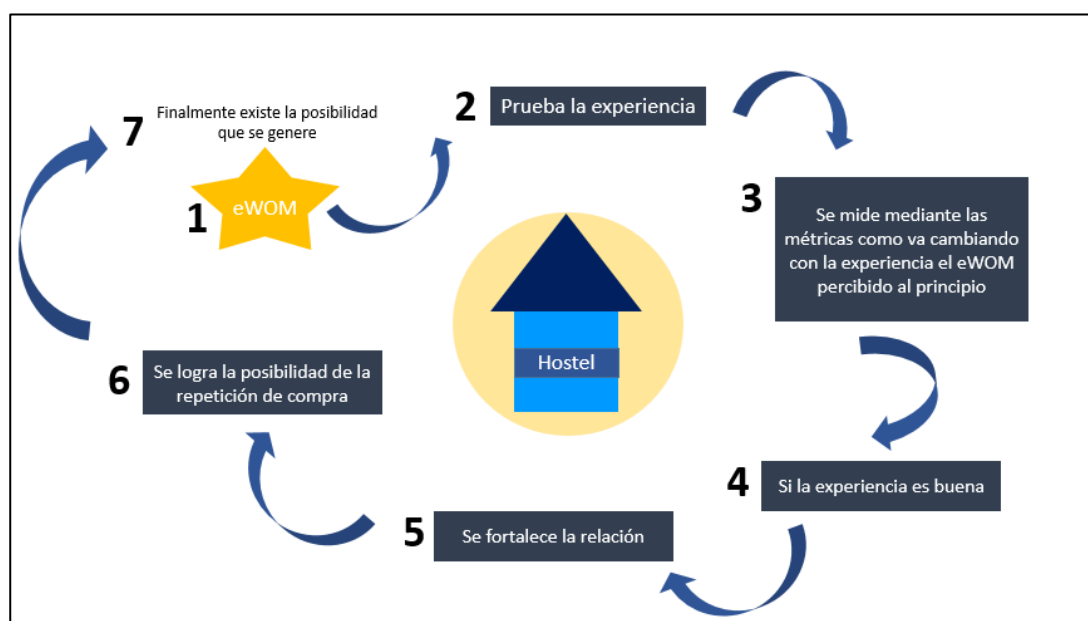 7
Finalmente existe la posibilidad
que se genere
1
eWOM
2
Prueba la experiencia
3
Se mide mediante las
métricas como va cambiando
con la experiencia el eWOM
percibido al principio
4
Si la experiencia es buena
5
Se fortalece la relación
6
Se logra la posibilidad de la
repetición de compra
Hostel